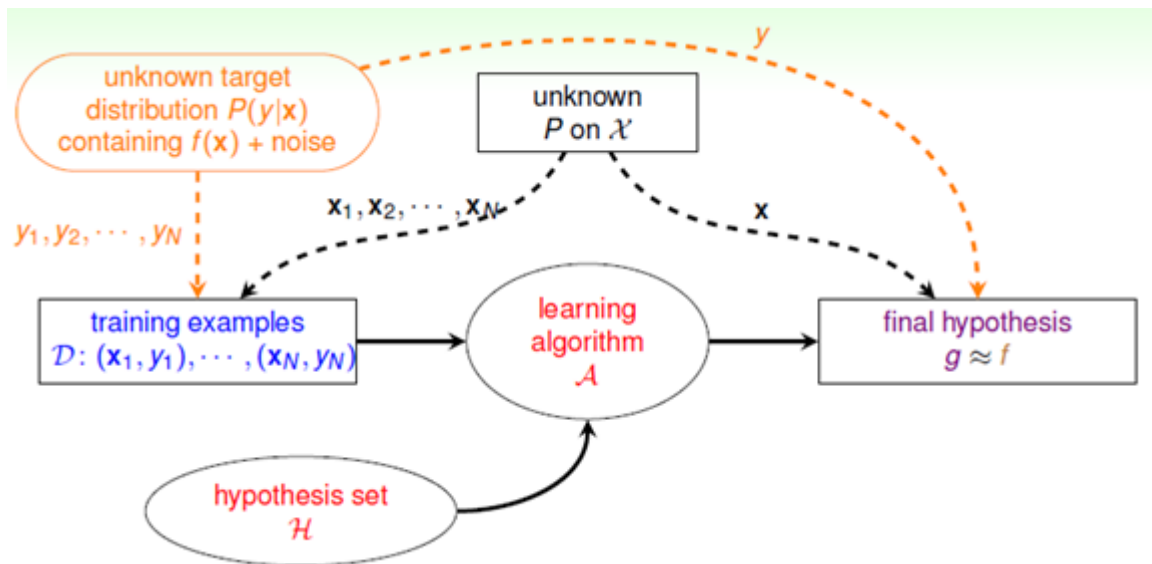 y
unknown target
distribution P(y|x)
containing f(x) + noise
unknown
P on 𝒳
x₁, x₂, ⋯ , x_N
x
y₁, y₂, ⋯ , y_N
training examples
𝒟: (x₁, y₁), ⋯ , (x_N, y_N)
learning
algorithm
𝒜
final hypothesis
g ≈ f
hypothesis set
ℋ